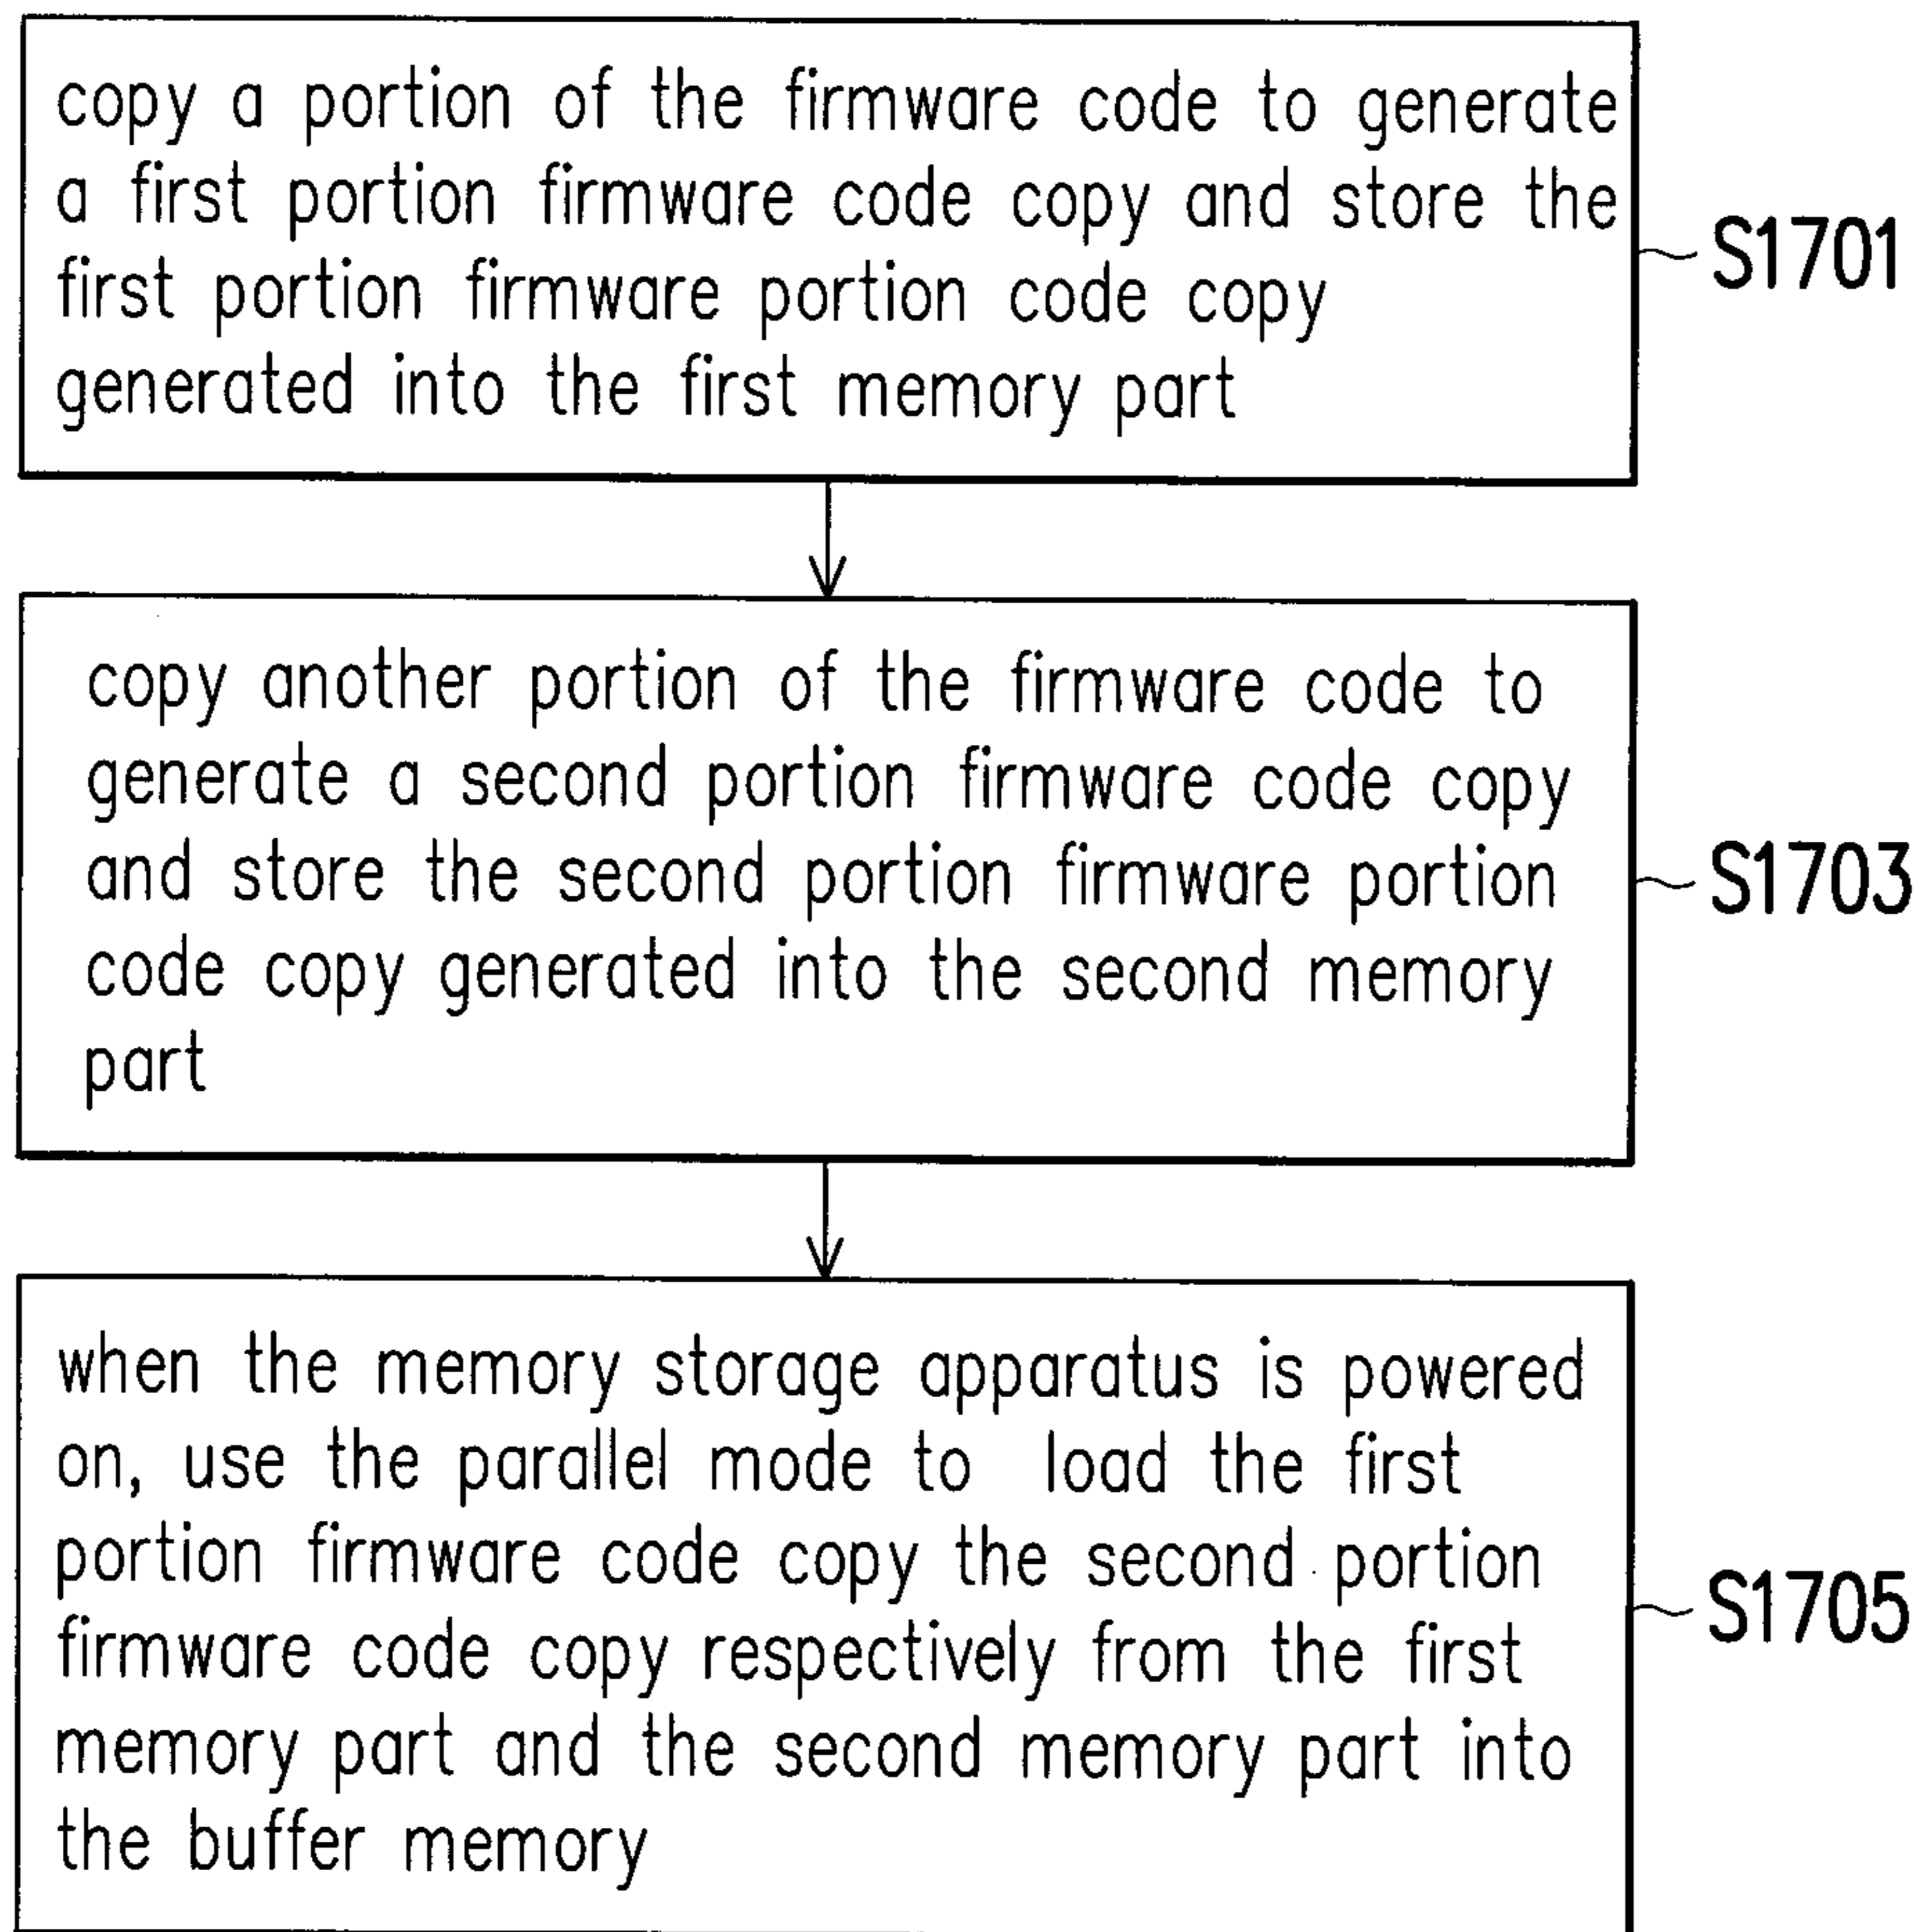 copy a portion of the firmware code to generate
a first portion firmware code copy and store the
first portion firmware portion code copy
generated into the first memory part
S1701
copy another portion of the firmware code to
generate a second portion firmware code copy
and store the second portion firmware portion
code copy generated into the second memory
part
S1703
when the memory storage apparatus is powered
on, use the parallel mode to load the first
portion firmware code copy the second portion
firmware code copy respectively from the first
memory part and the second memory part into
the buffer memory
S1705